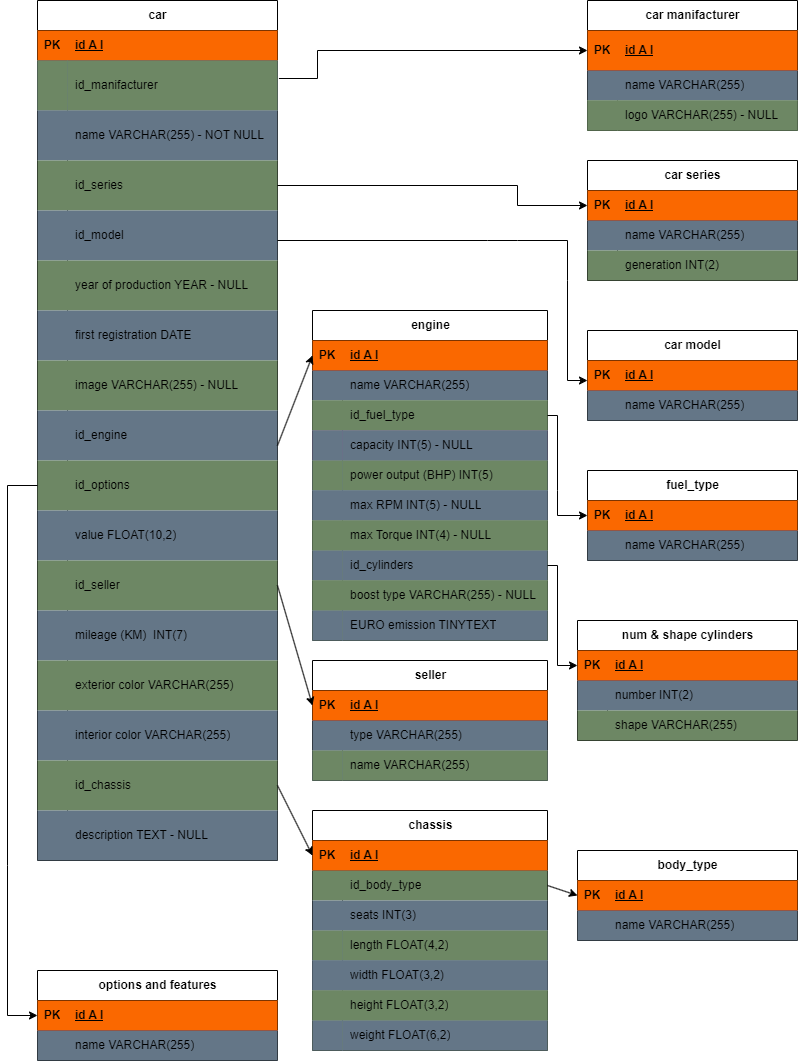 car
PK id A I
id_manifacturer
name VARCHAR(255) - NOT NULL
id_series
id_model
year of production YEAR - NULL
first registration DATE
image VARCHAR(255) - NULL
id_engine
id_options
value FLOAT(10,2)
id_seller
mileage (KM) INT(7)
exterior color VARCHAR(255)
interior color VARCHAR(255)
id_chassis
description TEXT - NULL
options and features
PK id A I
name VARCHAR(255)
engine
PK id A I
name VARCHAR(255)
id_fuel_type
capacity INT(5) - NULL
power output (BHP) INT(5)
max RPM INT(5) - NULL
max Torque INT(4) - NULL
id_cylinders
boost type VARCHAR(255) - NULL
EURO emission TINYTEXT
seller
PK id A I
type VARCHAR(255)
name VARCHAR(255)
chassis
PK id A I
id_body_type
seats INT(3)
length FLOAT(4,2)
width FLOAT(3,2)
height FLOAT(3,2)
weight FLOAT(6,2)
car manifacturer
PK id A I
name VARCHAR(255)
logo VARCHAR(255) - NULL
car series
PK id A I
name VARCHAR(255)
generation INT(2)
car model
PK id A I
name VARCHAR(255)
fuel_type
PK id A I
name VARCHAR(255)
num & shape cylinders
PK id A I
number INT(2)
shape VARCHAR(255)
body_type
PK id A I
name VARCHAR(255)